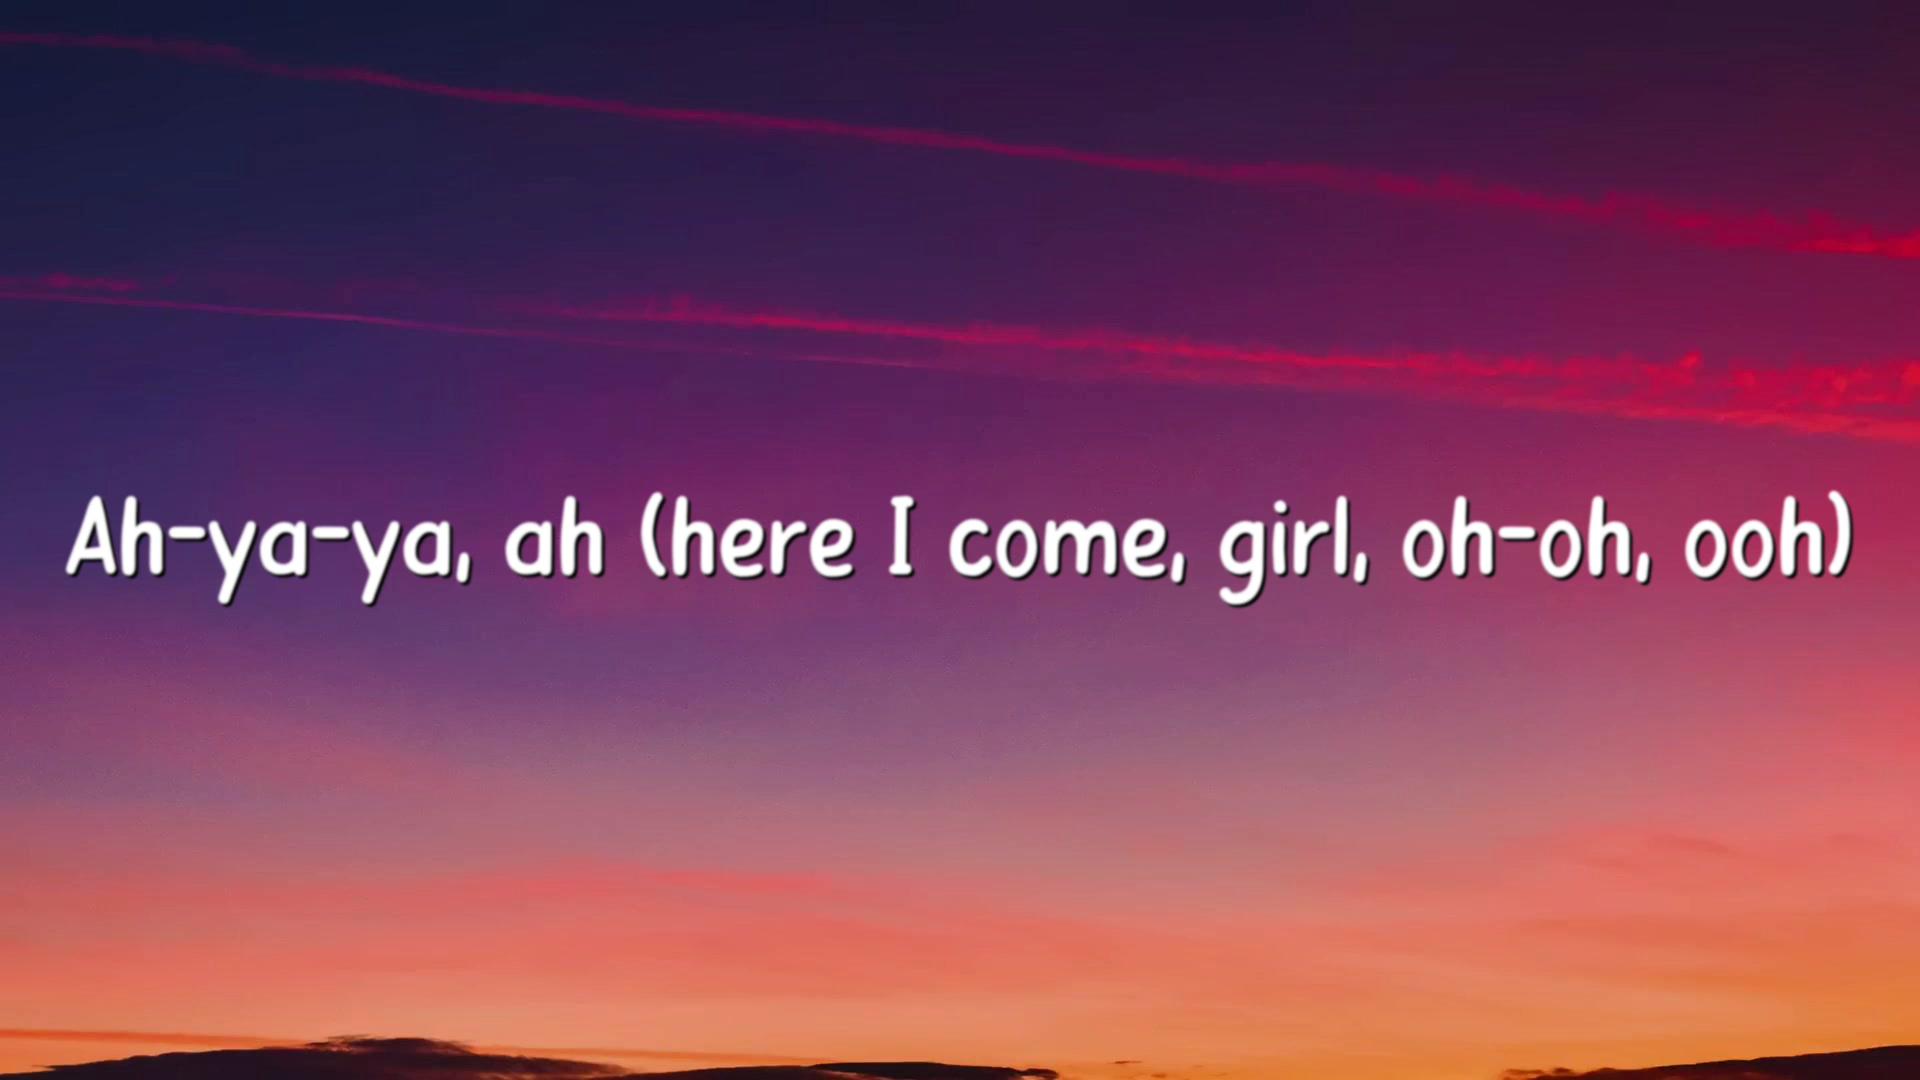 Ah-ya-ya, ah (here I come, girl, oh-oh, ooh)